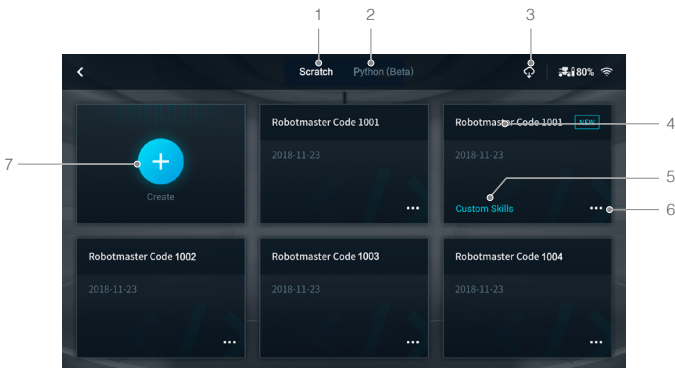 1 2 3
Scratch Python (Beta) 80%
Robotmaster Code 1001 Robotmaster Code 1001 NEW 4
2018-11-23 2018-11-23
7 Create Custom Skills 5
6
Robotmaster Code 1002 Robotmaster Code 1003 Robotmaster Code 1004
2018-11-23 2018-11-23 2018-11-23